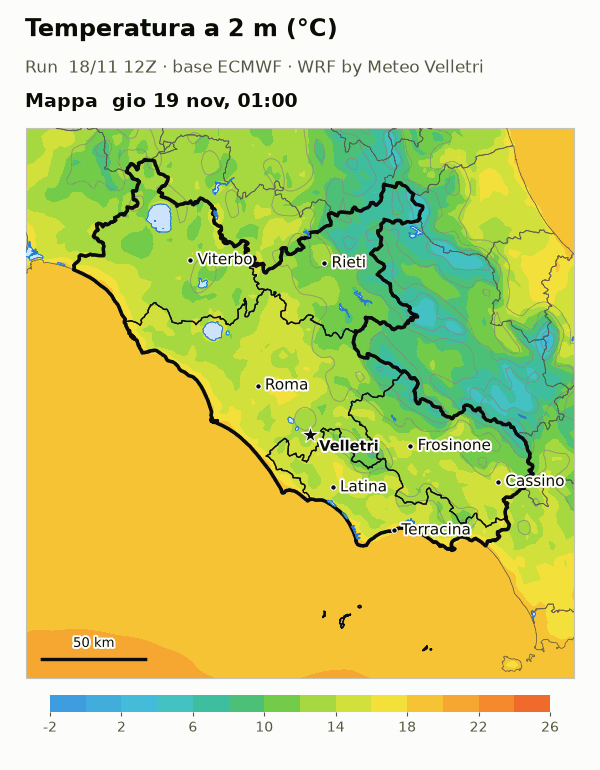 Temperatura a 2 m (°C)
Run  18/11 12Z · base ECMWF · WRF by Meteo Velletri
Mappa  gio 19 nov, 01:00
Viterbo
Rieti
Roma
Velletri
Frosinone
Cassino
Latina
Terracina
50 km
-2 2 6 10 14 18 22 26